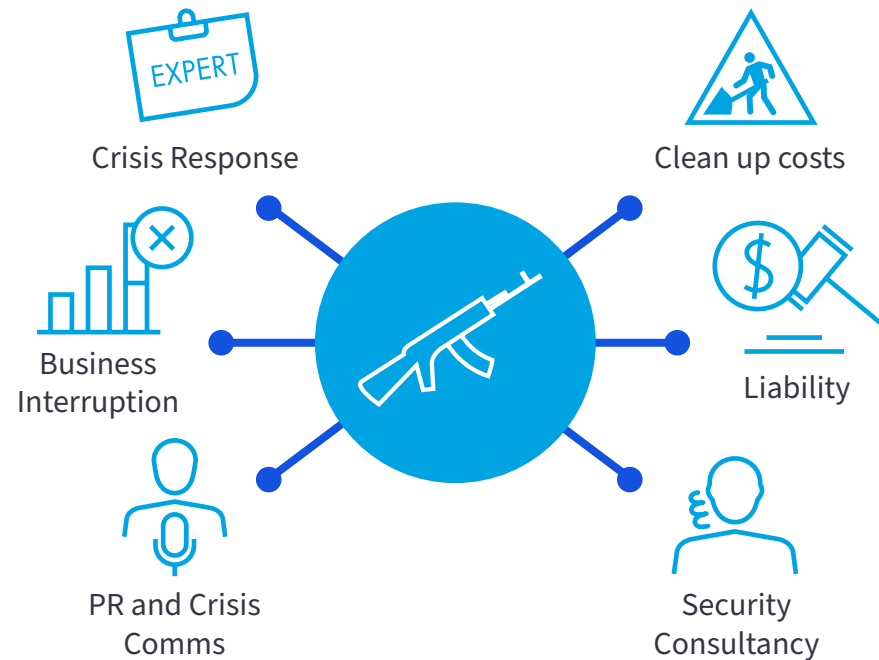 EXPERT
Crisis Response
Clean up costs
$
Business
Interruption
Liability
PR and Crisis
Comms
Security
Consultancy